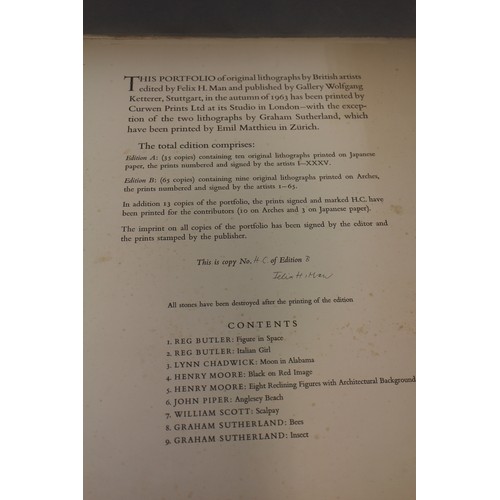 THIS PORTFOLIO of original lithographs by British artists
edited by Felix H. Man and published by Gallery Wolfgang
Ketterer, Stuttgart, in the autumn of 1963 has been printed by
Curwen Prints Ltd at its Studio in London—with the excep-
tion of the two lithographs by Graham Sutherland, which
have been printed by Emil Matthieu in Zürich.
The total edition comprises:
Edition A: (35 copies) containing ten original lithographs printed on Japanese
paper, the prints numbered and signed by the artists I–XXXV.
Edition B: (65 copies) containing nine original lithographs printed on Arches,
the prints numbered and signed by the artists 1–65.
In addition 13 copies of the portfolio, the prints signed and marked H.C. have
been printed for the contributors (10 on Arches and 3 on Japanese paper).
The imprint on all copies of the portfolio has been signed by the editor and
the prints stamped by the publisher.
This is copy No. H C. of Edition B
Felix H. Man
All stones have been destroyed after the printing of the edition
CONTENTS
1. REG BUTLER: Figure in Space
2. REG BUTLER: Italian Girl
3. LYNN CHADWICK: Moon in Alabama
4. HENRY MOORE: Black on Red Image
5. HENRY MOORE: Eight Reclining Figures with Architectural Background
6. JOHN PIPER: Anglesey Beach
7. WILLIAM SCOTT: Scalpay
8. GRAHAM SUTHERLAND: Bees
9. GRAHAM SUTHERLAND: Insect